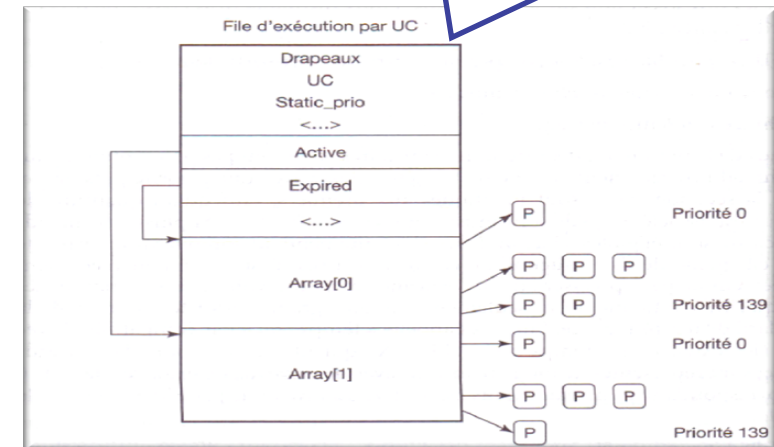 File d'exécution par UC
Drapeaux
UC
Static_prio
<...>
Active
Expired
<...>
P Priorité 0
Array[0]
P P P
P P Priorité 139
P Priorité 0
Array[1]
P P P
P Priorité 139